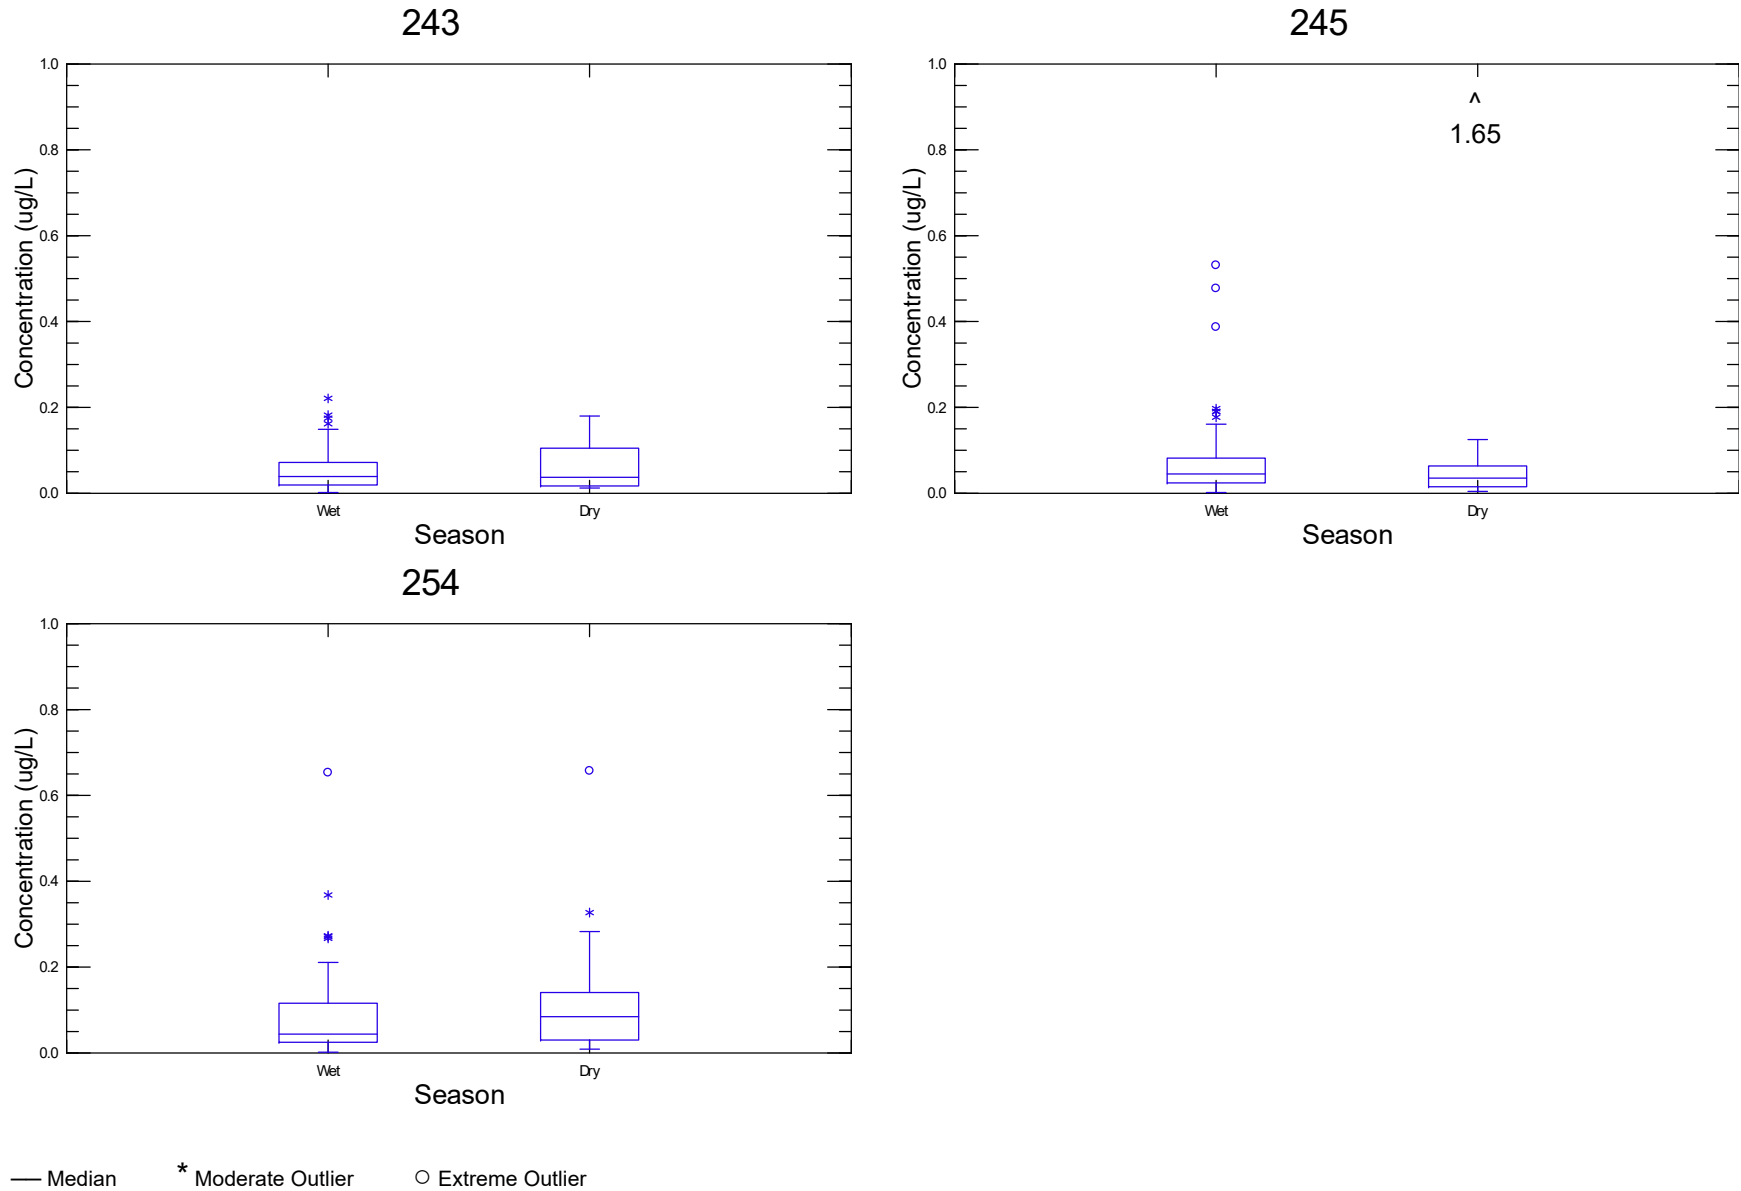 243
1.0
0.8
0.6
0.4
0.2
0.0
Concentration (ug/L)
Wet Dry
Season
245
1.0
0.8
0.6
0.4
0.2
0.0
Concentration (ug/L)
^
1.65
Wet Dry
Season
254
1.0
0.8
0.6
0.4
0.2
0.0
Concentration (ug/L)
Wet Dry
Season
— Median * Moderate Outlier ○ Extreme Outlier